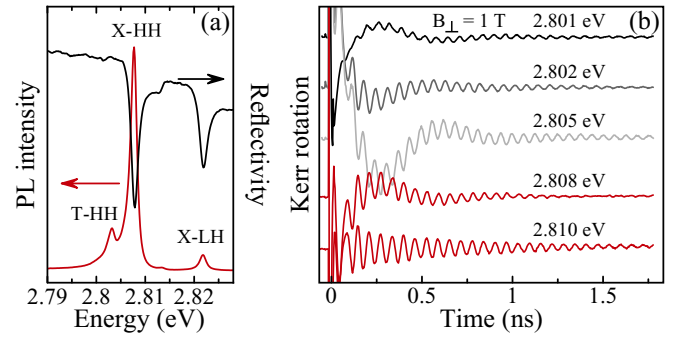 (a)
X-HH
T-HH
X-LH
PL intensity
Reflectivity
2.79 2.80 2.81 2.82
Energy (eV)
(b)
B⊥ = 1 T
2.801 eV
2.802 eV
2.805 eV
2.808 eV
2.810 eV
Kerr rotation
0 0.5 1.0 1.5
Time (ns)